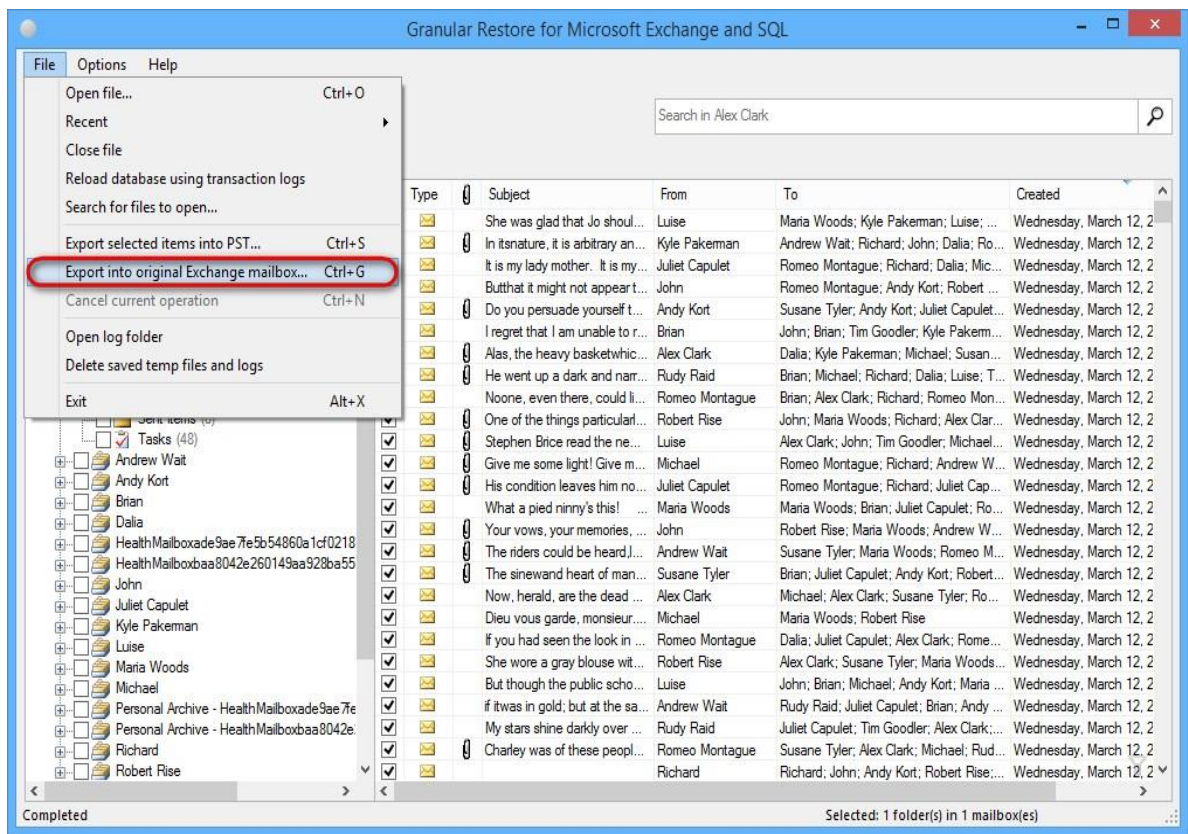 Granular Restore for Microsoft Exchange and SQL
File Options Help
Open file... Ctrl+O
Recent
Close file
Reload database using transaction logs
Search for files to open...
Export selected items into PST... Ctrl+S
Export into original Exchange mailbox... Ctrl+G
Cancel current operation Ctrl+N
Open log folder
Delete saved temp files and logs
Exit Alt+X
Search in Alex Clark
Sent Items
Tasks (48)
Andrew Wait
Andy Kort
Brian
Dalia
HealthMailboxade9ae7fe5b54860a1cf0218
HealthMailboxbaa8042e260149aa928ba55
John
Juliet Capulet
Kyle Pakerman
Luise
Maria Woods
Michael
Personal Archive - HealthMailboxade9ae7fe
Personal Archive - HealthMailboxbaa8042e
Richard
Robert Rise
Type Subject From To Created
She was glad that Jo shoul... Luise Maria Woods; Kyle Pakerman; Luise; ... Wednesday, March 12, 2
In itsnature, it is arbitrary an... Kyle Pakerman Andrew Wait; Richard; John; Dalia; Ro... Wednesday, March 12, 2
It is my lady mother. It is my... Juliet Capulet Romeo Montague; Richard; Dalia; Mic... Wednesday, March 12, 2
Butthat it might not appear t... John Romeo Montague; Andy Kort; Robert ... Wednesday, March 12, 2
Do you persuade yourself t... Andy Kort Susane Tyler; Andy Kort; Juliet Capulet... Wednesday, March 12, 2
I regret that I am unable to r... Brian John; Brian; Tim Goodler; Kyle Pakerm... Wednesday, March 12, 2
Alas, the heavy basketwhic... Alex Clark Dalia; Kyle Pakerman; Michael; Susan... Wednesday, March 12, 2
He went up a dark and narr... Rudy Raid Brian; Michael; Richard; Dalia; Luise; T... Wednesday, March 12, 2
Noone, even there, could li... Romeo Montague Brian; Alex Clark; Richard; Romeo Mon... Wednesday, March 12, 2
One of the things particularl... Robert Rise John; Maria Woods; Richard; Alex Clar... Wednesday, March 12, 2
Stephen Brice read the ne... Luise Alex Clark; John; Tim Goodler; Michael... Wednesday, March 12, 2
Give me some light! Give m... Michael Romeo Montague; Richard; Andrew W... Wednesday, March 12, 2
His condition leaves him no... Juliet Capulet Romeo Montague; Richard; Juliet Cap... Wednesday, March 12, 2
What a pied ninny's this! ... Maria Woods Maria Woods; Brian; Juliet Capulet; Ro... Wednesday, March 12, 2
Your vows, your memories, ... John Robert Rise; Maria Woods; Andrew W... Wednesday, March 12, 2
The riders could be heard,I... Andrew Wait Susane Tyler; Maria Woods; Romeo M... Wednesday, March 12, 2
The sinewand heart of man... Susane Tyler Brian; Juliet Capulet; Andy Kort; Robert... Wednesday, March 12, 2
Now, herald, are the dead ... Alex Clark Michael; Alex Clark; Susane Tyler; Ro... Wednesday, March 12, 2
Dieu vous garde, monsieur.... Michael Maria Woods; Robert Rise Wednesday, March 12, 2
If you had seen the look in ... Romeo Montague Dalia; Juliet Capulet; Alex Clark; Rome... Wednesday, March 12, 2
She wore a gray blouse wit... Robert Rise Alex Clark; Susane Tyler; Maria Woods... Wednesday, March 12, 2
But though the public scho... Luise John; Brian; Michael; Andy Kort; Maria ... Wednesday, March 12, 2
if itwas in gold; but at the sa... Andrew Wait Rudy Raid; Juliet Capulet; Brian; Andy ... Wednesday, March 12, 2
My stars shine darkly over ... Rudy Raid Juliet Capulet; Tim Goodler; Alex Clark;... Wednesday, March 12, 2
Charley was of these peopl... Romeo Montague Susane Tyler; Alex Clark; Michael; Rud... Wednesday, March 12, 2
Richard Richard; John; Andy Kort; Robert Rise;... Wednesday, March 12, 2
Completed Selected: 1 folder(s) in 1 mailbox(es)